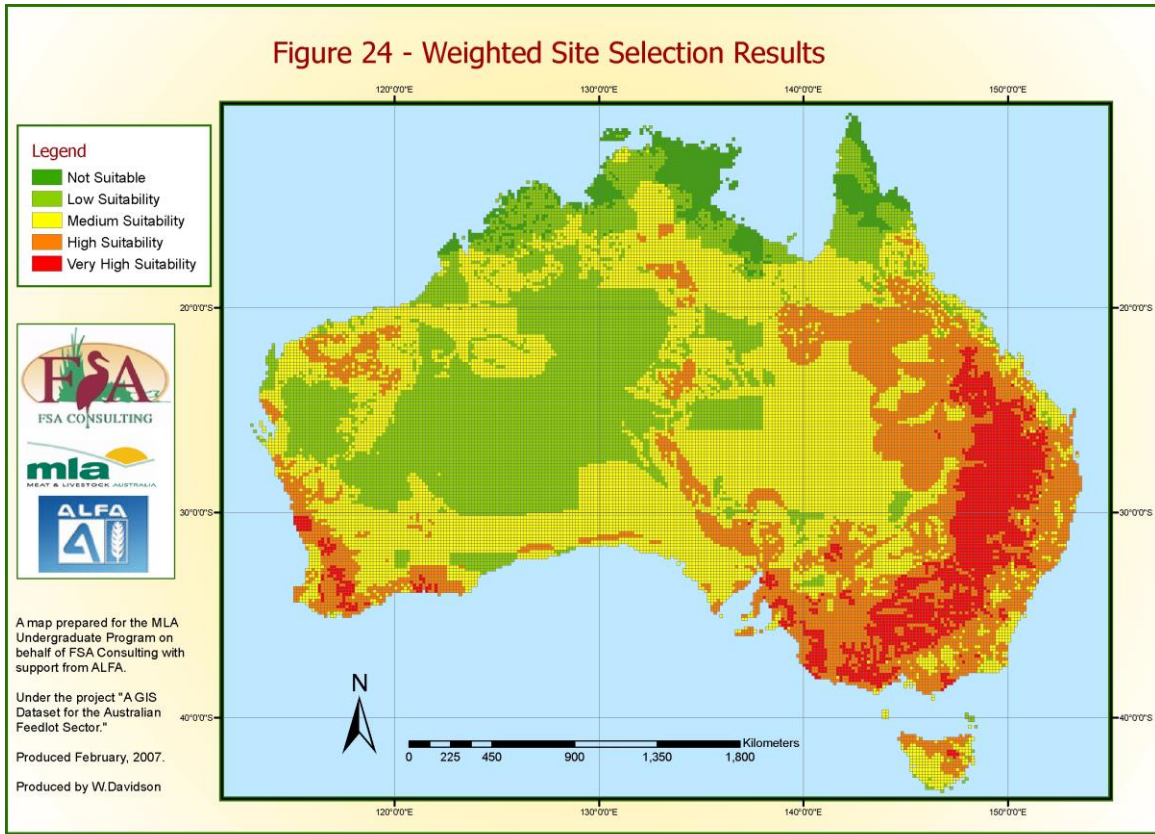 Figure 24 - Weighted Site Selection Results
120°0'0"E
130°0'0"E
140°0'0"E
150°0'0"E
Legend
Not Suitable
Low Suitability
Medium Suitability
High Suitability
Very High Suitability
20°0'0"S
20°0'0"S
FSA
FSA CONSULTING
mla
MEAT & LIVESTOCK AUSTRALIA
ALFA
30°0'0"S
30°0'0"S
A map prepared for the MLA
Undergraduate Program on
behalf of FSA Consulting with
support from ALFA.
Under the project "A GIS
Dataset for the Australian
Feedlot Sector."
Produced February, 2007.
Produced by W.Davidson
N
40°0'0"S
40°0'0"S
Kilometers
0 225 450 900 1,350 1,800
120°0'0"E
130°0'0"E
140°0'0"E
150°0'0"E